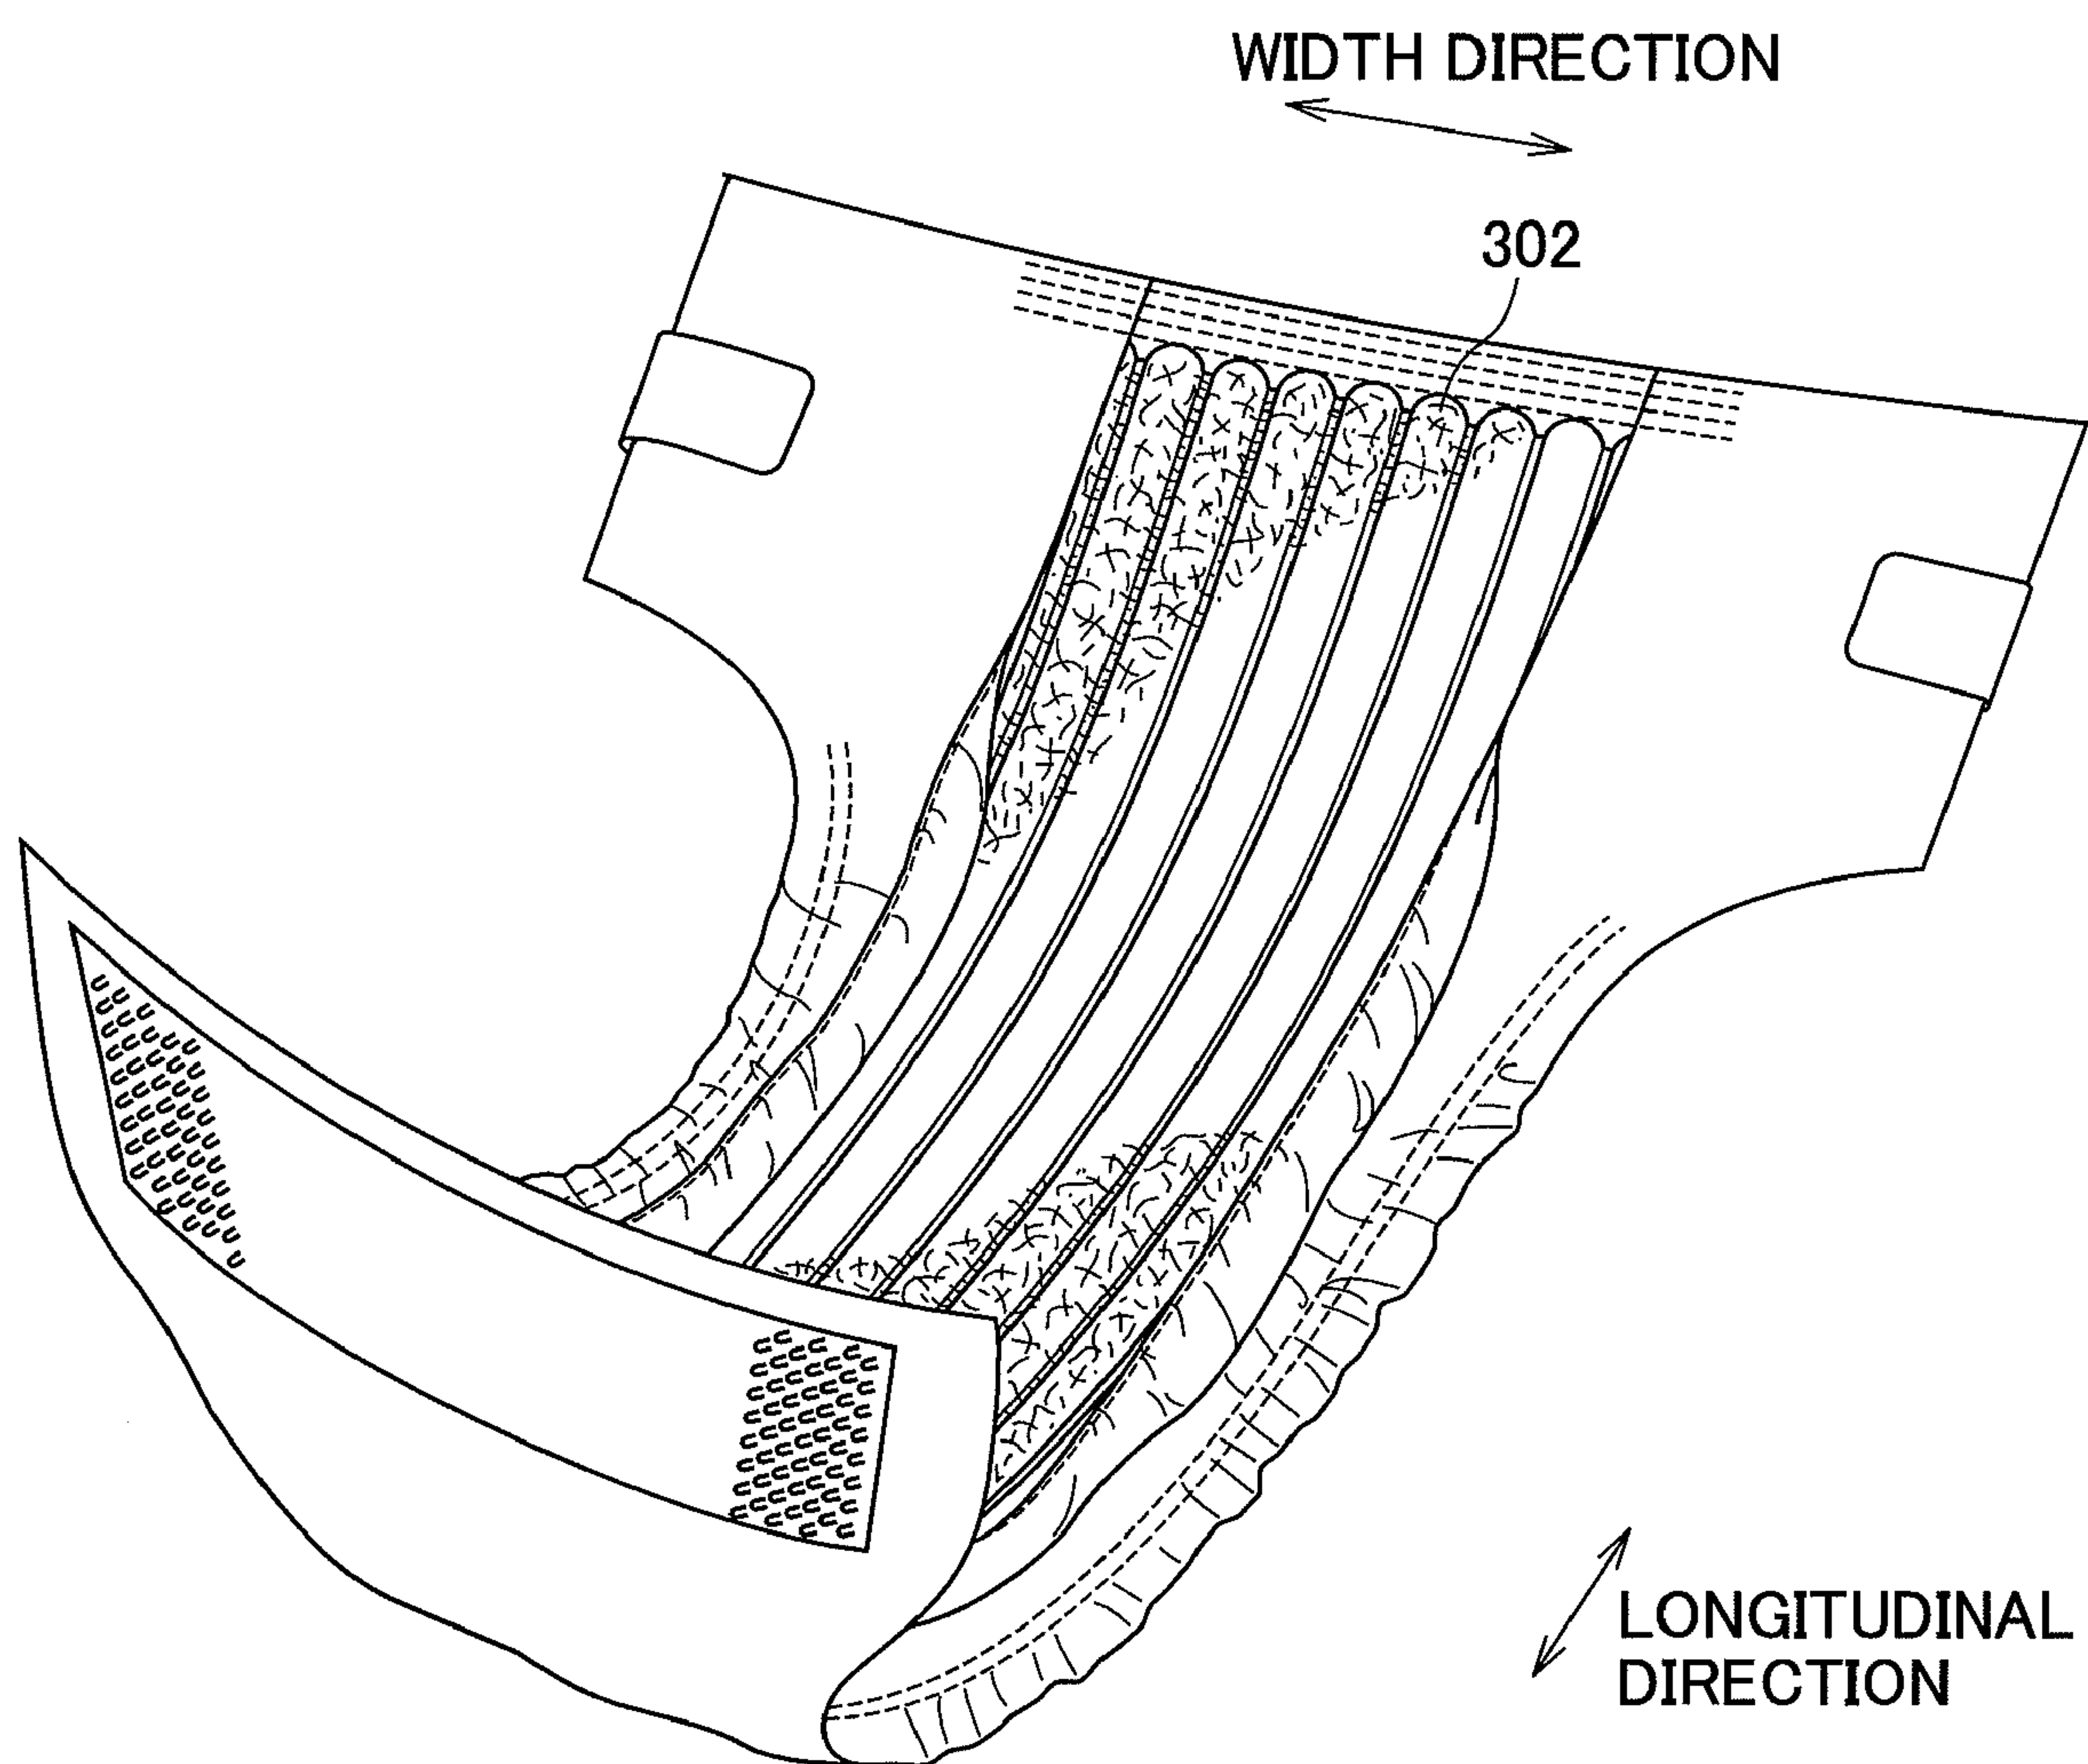 WIDTH DIRECTION
302
LONGITUDINAL
DIRECTION